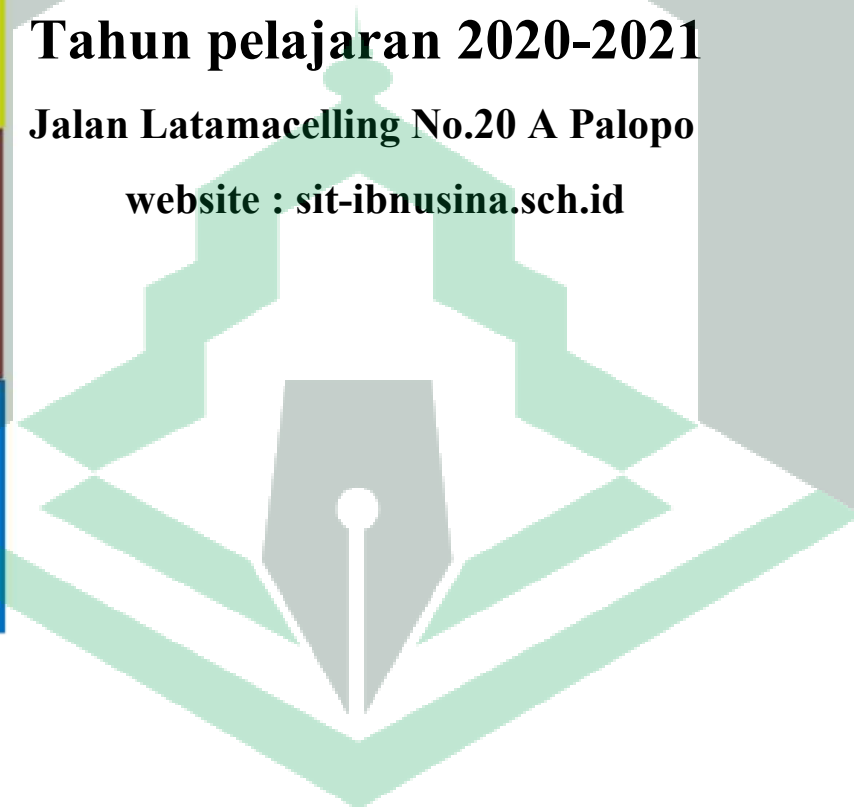 Tahun pelajaran 2020-2021
Jalan Latamacelling No.20 A Palopo
website : sit-ibnusina.sch.id